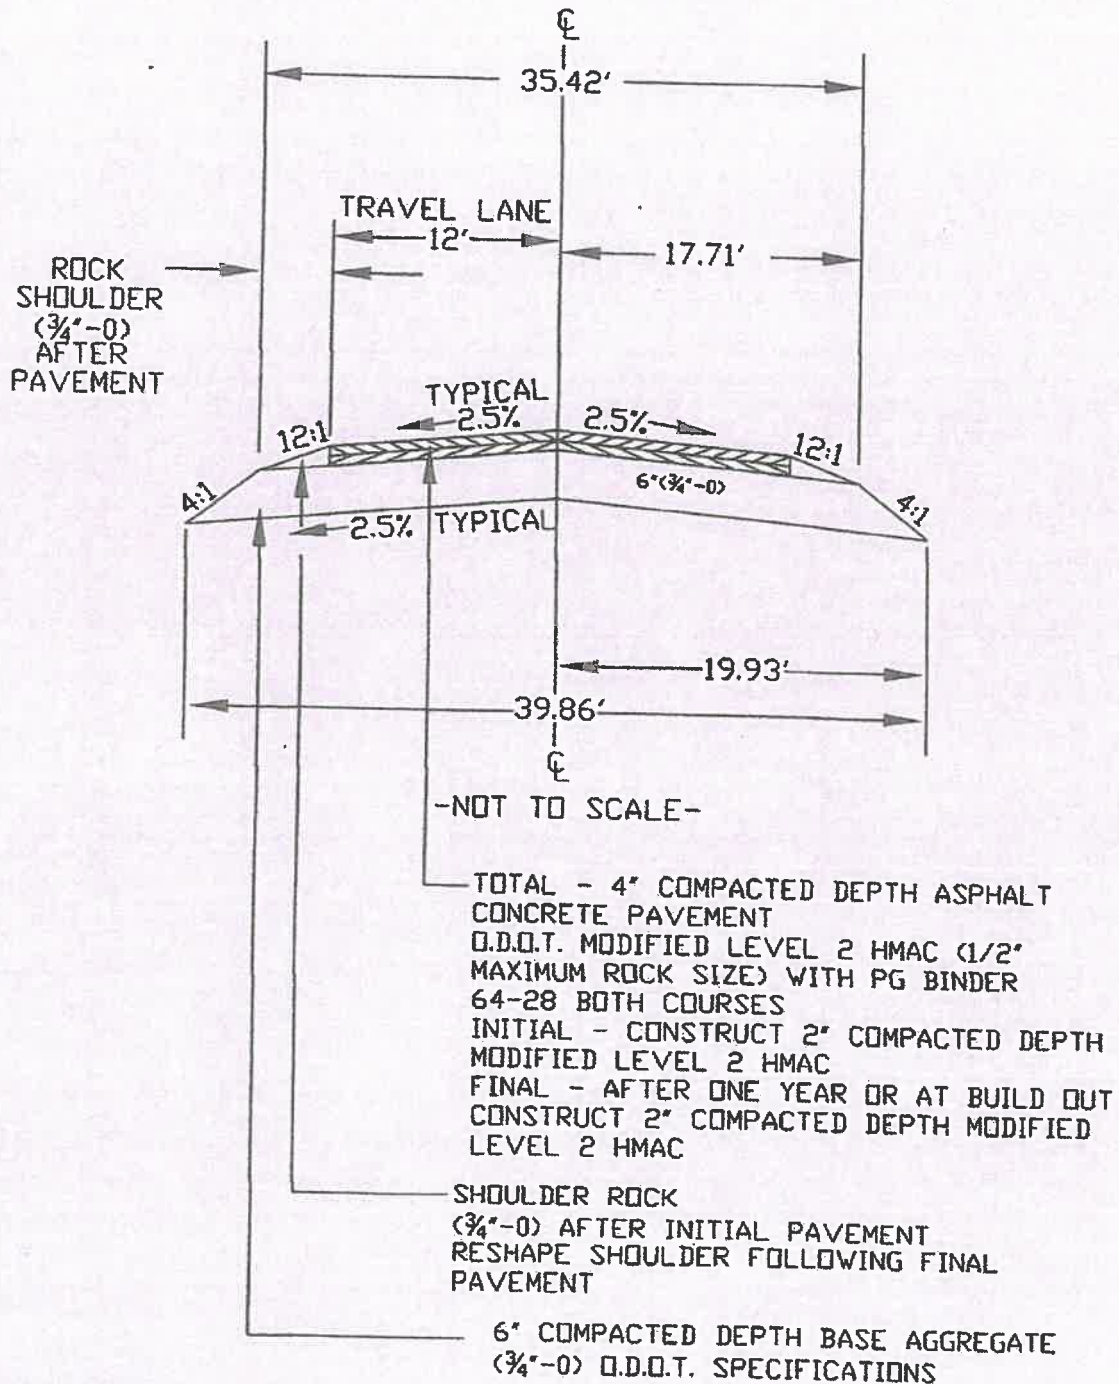 ℄
35.42'
TRAVEL LANE
12'
17.71'
ROCK
SHOULDER
(3/4"-0)
AFTER
PAVEMENT
TYPICAL
2.5%
2.5%
12:1
12:1
6"(3/4"-0)
4:1
4:1
2.5% TYPICAL
19.93'
39.86'
℄
-NOT TO SCALE-
TOTAL - 4" COMPACTED DEPTH ASPHALT
CONCRETE PAVEMENT
O.D.O.T. MODIFIED LEVEL 2 HMAC (1/2"
MAXIMUM ROCK SIZE) WITH PG BINDER
64-28 BOTH COURSES
INITIAL - CONSTRUCT 2" COMPACTED DEPTH
MODIFIED LEVEL 2 HMAC
FINAL - AFTER ONE YEAR OR AT BUILD OUT
CONSTRUCT 2" COMPACTED DEPTH MODIFIED
LEVEL 2 HMAC
SHOULDER ROCK
(3/4"-0) AFTER INITIAL PAVEMENT
RESHAPE SHOULDER FOLLOWING FINAL
PAVEMENT
6" COMPACTED DEPTH BASE AGGREGATE
(3/4"-0) O.D.O.T. SPECIFICATIONS